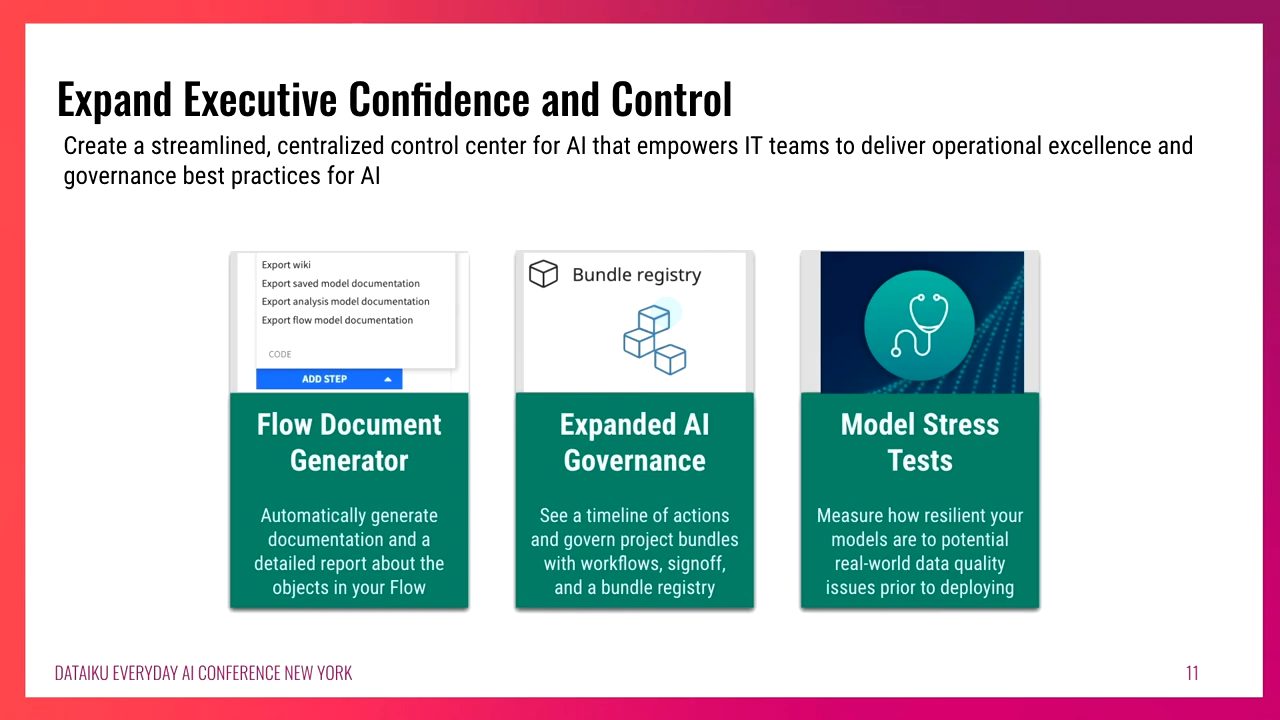 Expand Executive Confidence and Control
Create a streamlined, centralized control center for AI that empowers IT teams to deliver operational excellence and
governance best practices for AI
Export wiki
Export saved model documentation
Export analysis model documentation
Export flow model documentation
CODE
ADD STEP
Flow Document
Generator
Automatically generate
documentation and a
detailed report about the
objects in your Flow
Bundle registry
Expanded AI
Governance
See a timeline of actions
and govern project bundles
with workflows, signoff,
and a bundle registry
Model Stress
Tests
Measure how resilient your
models are to potential
real-world data quality
issues prior to deploying
DATAIKU EVERYDAY AI CONFERENCE NEW YORK
11